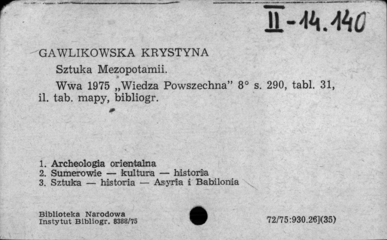 II-14.140
GAWLIKOWSKA KRYSTYNA
Sztuka Mezopotamii.
Wwa 1975 „Wiedza Powszechna” 8° s. 290, tabl. 31,
il. tab. mapy, bibliogr.
1. Archeologia orientalna
2. Sumerowie — kultura — historia
3. Sztuka — historia — Asyria i Babilonia
Biblioteka Narodowa
Instytut Bibliogr. 8388/75
72/75:930.26](35)